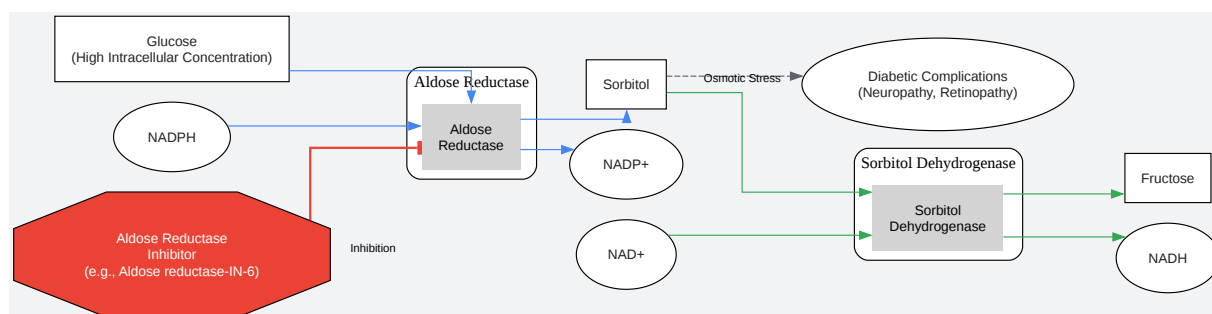 Glucose
(High Intracellular Concentration)
NADPH
Aldose Reductase
Inhibitor
(e.g., Aldose reductase-IN-6)
Inhibition
Aldose Reductase
Aldose
Reductase
Sorbitol
NADP+
NAD+
Osmotic Stress
Diabetic Complications
(Neuropathy, Retinopathy)
Sorbitol Dehydrogenase
Sorbitol
Dehydrogenase
Fructose
NADH